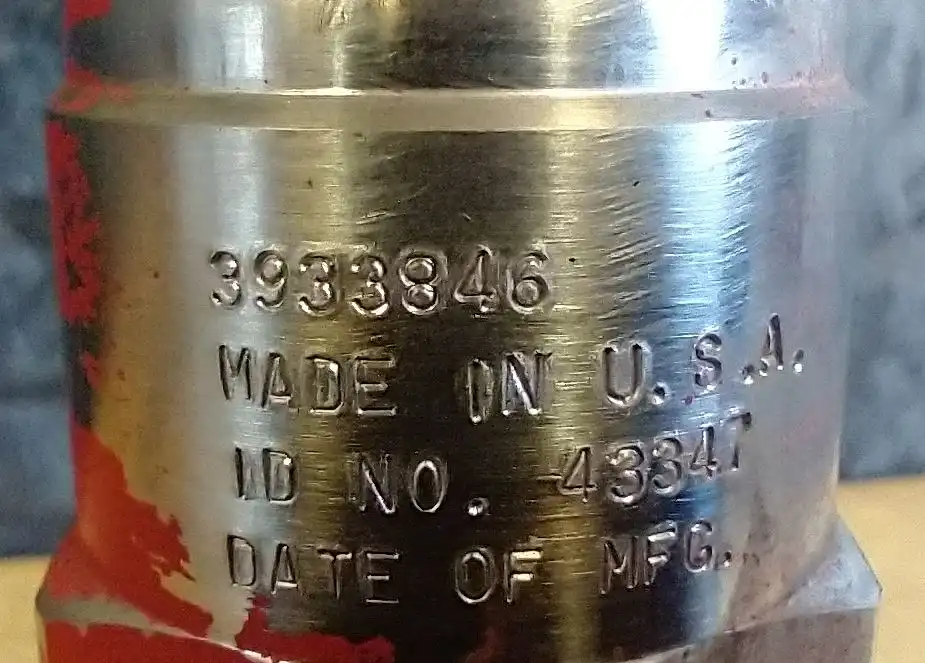 3933846
MADE IN U.S.A.
ID NO. 43347
DATE OF MFG.